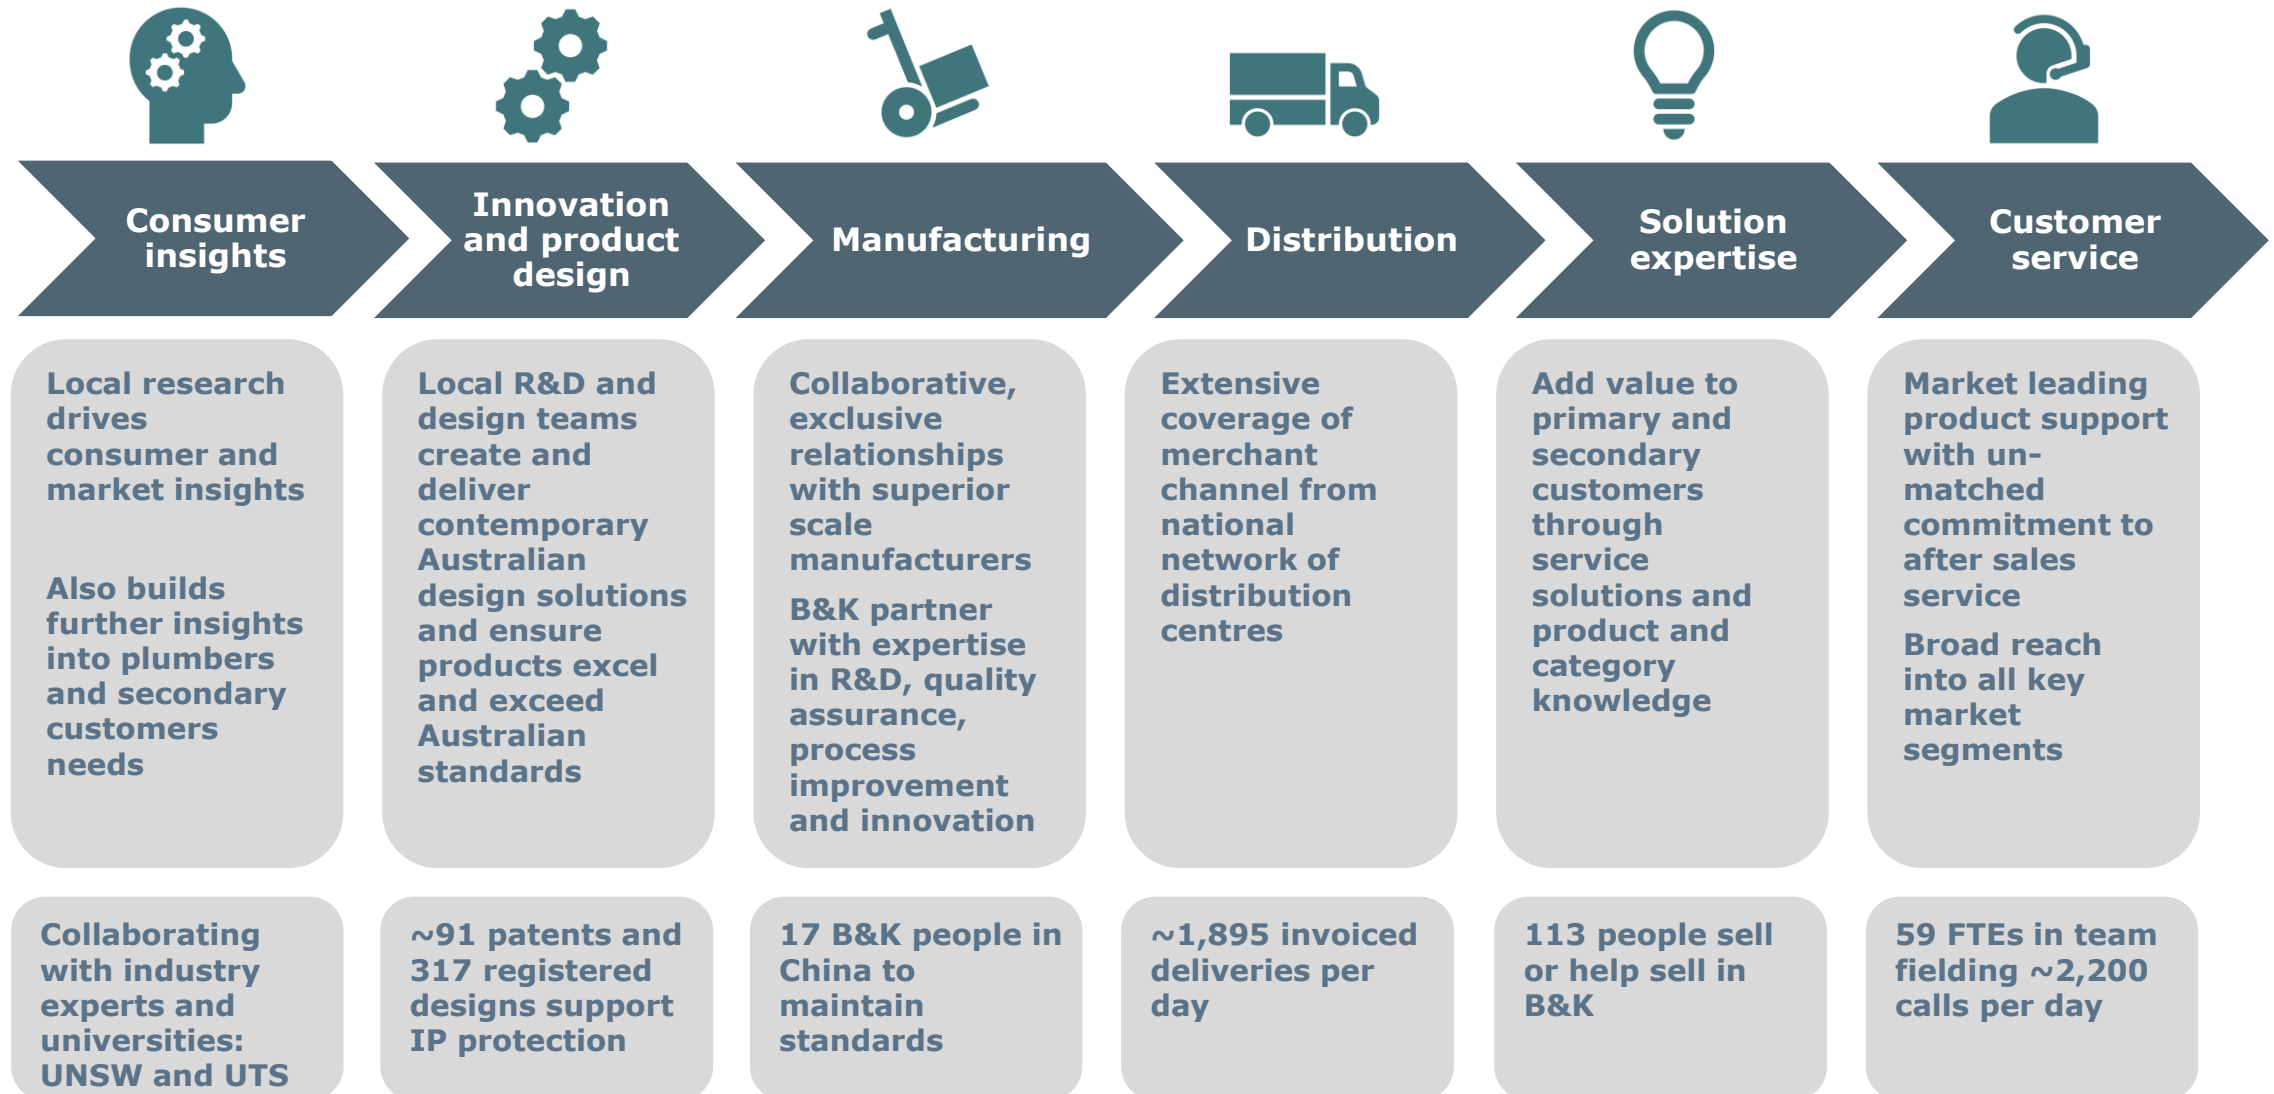 Consumer
insights
Innovation
and product
design
Manufacturing
Distribution
Solution
expertise
Customer
service
Local research
drives
consumer and
market insights
Also builds
further insights
into plumbers
and secondary
customers
needs
Local R&D and
design teams
create and
deliver
contemporary
Australian
design solutions
and ensure
products excel
and exceed
Australian
standards
Collaborative,
exclusive
relationships
with superior
scale
manufacturers
B&K partner
with expertise
in R&D, quality
assurance,
process
improvement
and innovation
Extensive
coverage of
merchant
channel from
national
network of
distribution
centres
Add value to
primary and
secondary
customers
through
service
solutions and
product and
category
knowledge
Market leading
product support
with un-
matched
commitment to
after sales
service
Broad reach
into all key
market
segments
Collaborating
with industry
experts and
universities:
UNSW and UTS
~91 patents and
317 registered
designs support
IP protection
17 B&K people in
China to
maintain
standards
~1,895 invoiced
deliveries per
day
113 people sell
or help sell in
B&K
59 FTEs in team
fielding ~2,200
calls per day